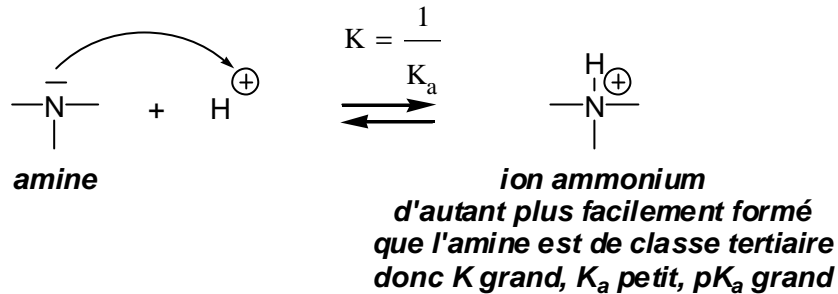 K = 1 / Kₐ
N + H ⊕
H
N ⊕
amine
ion ammonium
d'autant plus facilement formé
que l'amine est de classe tertiaire
donc K grand, Kₐ petit, pKₐ grand